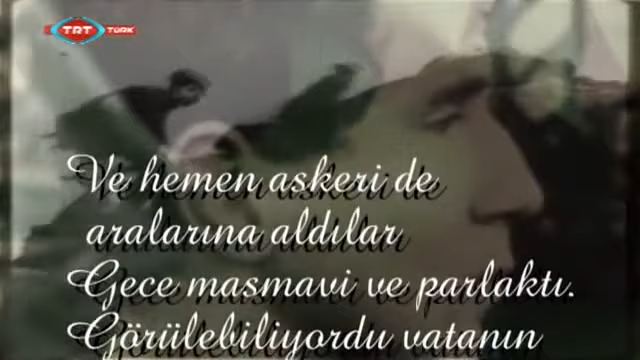 TRT TÜRK
Ve hemen askeri de
aralarına aldılar
Gece masmavi ve parlaktı.
Görülebiliyordu vatanın